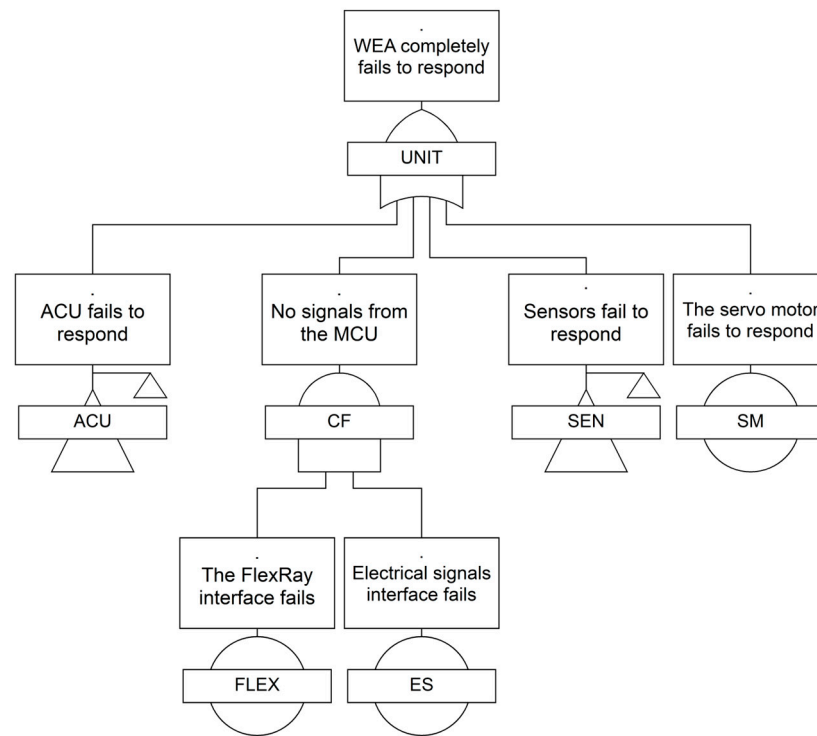 WEA completely
fails to respond
UNIT
ACU fails to
respond
No signals from
the MCU
Sensors fail to
respond
The servo motor
fails to respond
ACU
CF
SEN
SM
The FlexRay
interface fails
Electrical signals
interface fails
FLEX
ES